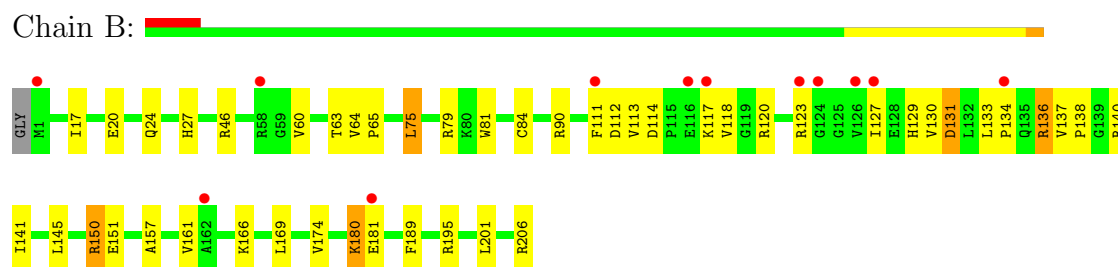 Chain B:
GLY M1 I17 E20 Q24 H27 R46 R58 G59 V60 T63 V64 P65 L75 R79 K80 W81 C84 R90 F111 D112 V113 D114 P115 E116 K117 V118 G119 R120 R123 G124 G125 V126 I127 E128 H129 V130 D131 L132 L133 P134 Q135 R136 V137 P138 G139
I141 L145 R150 E151 A157 V161 A162 K166 L169 V174 K180 E181 F189 R195 L201 R206